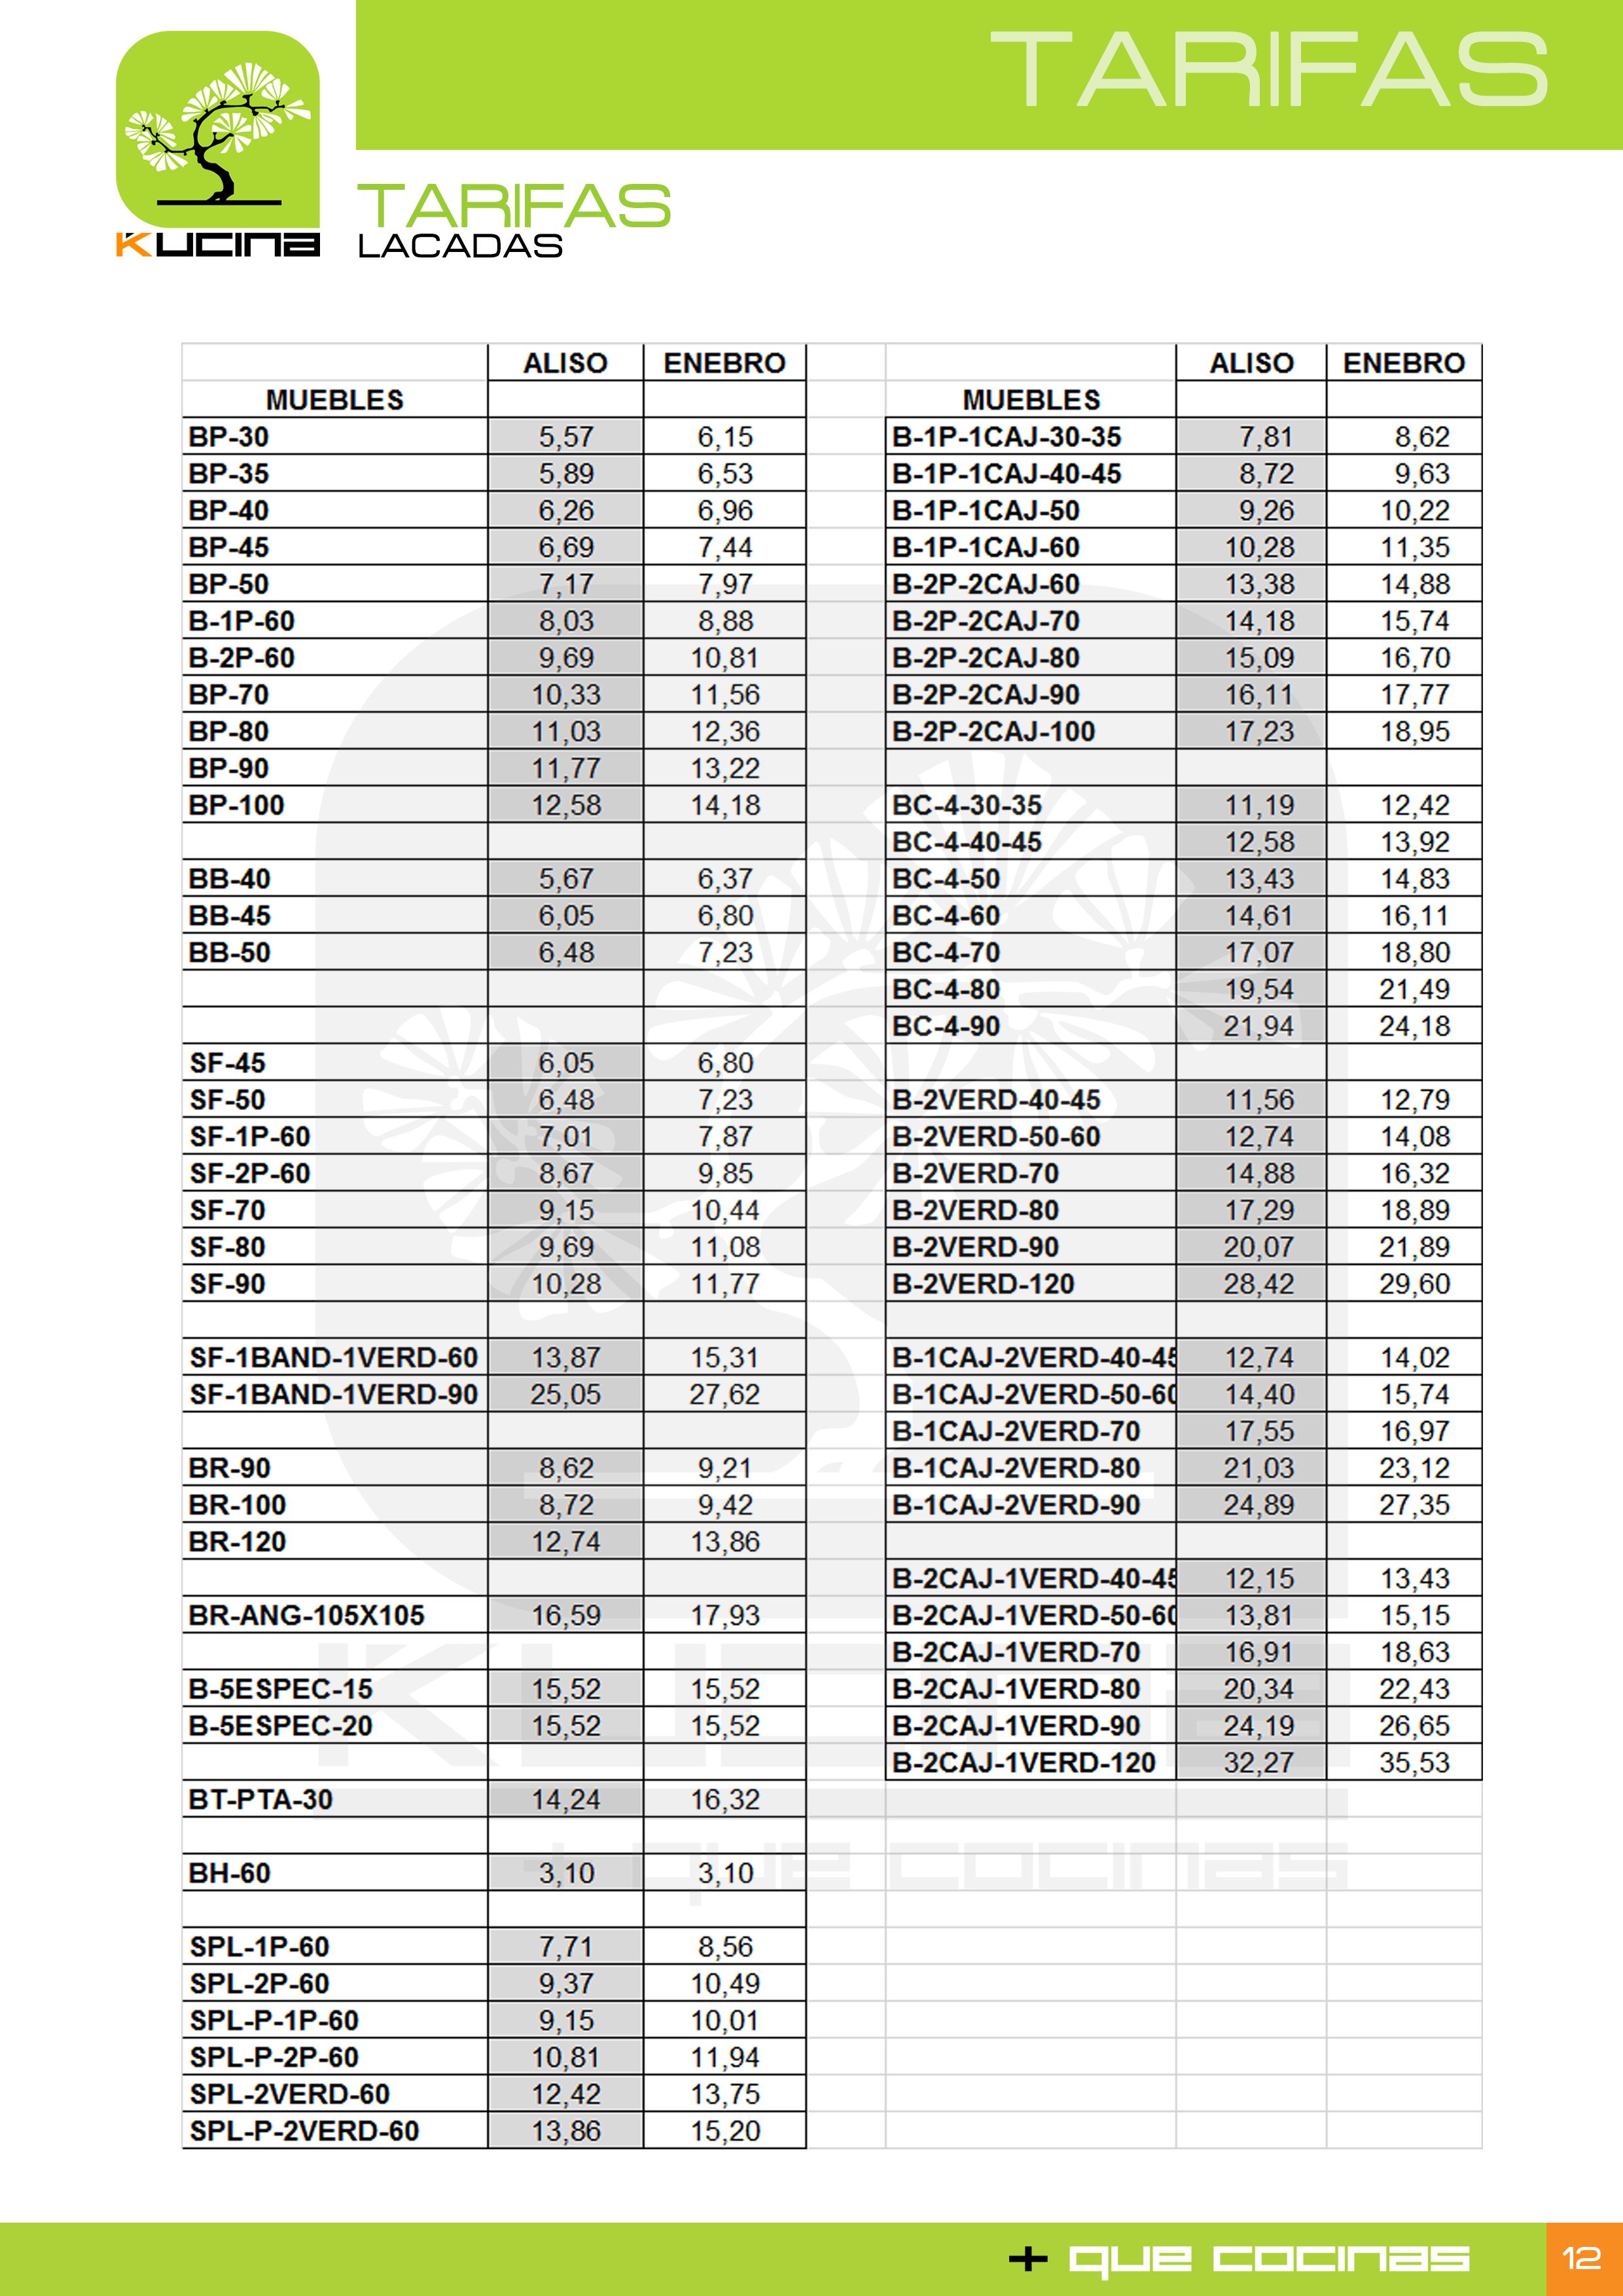 TARIFAS
KUCINA
TARIFAS
LACADAS
ALISO ENEBRO ALISO ENEBRO
MUEBLES MUEBLES
BP-30 5,57 6,15 B-1P-1CAJ-30-35 7,81 8,62
BP-35 5,89 6,53 B-1P-1CAJ-40-45 8,72 9,63
BP-40 6,26 6,96 B-1P-1CAJ-50 9,26 10,22
BP-45 6,69 7,44 B-1P-1CAJ-60 10,28 11,35
BP-50 7,17 7,97 B-2P-2CAJ-60 13,38 14,88
B-1P-60 8,03 8,88 B-2P-2CAJ-70 14,18 15,74
B-2P-60 9,69 10,81 B-2P-2CAJ-80 15,09 16,70
BP-70 10,33 11,56 B-2P-2CAJ-90 16,11 17,77
BP-80 11,03 12,36 B-2P-2CAJ-100 17,23 18,95
BP-90 11,77 13,22
BP-100 12,58 14,18 BC-4-30-35 11,19 12,42
BC-4-40-45 12,58 13,92
BB-40 5,67 6,37 BC-4-50 13,43 14,83
BB-45 6,05 6,80 BC-4-60 14,61 16,11
BB-50 6,48 7,23 BC-4-70 17,07 18,80
BC-4-80 19,54 21,49
BC-4-90 21,94 24,18
SF-45 6,05 6,80
SF-50 6,48 7,23 B-2VERD-40-45 11,56 12,79
SF-1P-60 7,01 7,87 B-2VERD-50-60 12,74 14,08
SF-2P-60 8,67 9,85 B-2VERD-70 14,88 16,32
SF-70 9,15 10,44 B-2VERD-80 17,29 18,89
SF-80 9,69 11,08 B-2VERD-90 20,07 21,89
SF-90 10,28 11,77 B-2VERD-120 28,42 29,60
SF-1BAND-1VERD-60 13,87 15,31 B-1CAJ-2VERD-40-45 12,74 14,02
SF-1BAND-1VERD-90 25,05 27,62 B-1CAJ-2VERD-50-60 14,40 15,74
B-1CAJ-2VERD-70 17,55 16,97
BR-90 8,62 9,21 B-1CAJ-2VERD-80 21,03 23,12
BR-100 8,72 9,42 B-1CAJ-2VERD-90 24,89 27,35
BR-120 12,74 13,86
B-2CAJ-1VERD-40-45 12,15 13,43
BR-ANG-105X105 16,59 17,93 B-2CAJ-1VERD-50-60 13,81 15,15
B-2CAJ-1VERD-70 16,91 18,63
B-5ESPEC-15 15,52 15,52 B-2CAJ-1VERD-80 20,34 22,43
B-5ESPEC-20 15,52 15,52 B-2CAJ-1VERD-90 24,19 26,65
B-2CAJ-1VERD-120 32,27 35,53
BT-PTA-30 14,24 16,32
BH-60 3,10 3,10
SPL-1P-60 7,71 8,56
SPL-2P-60 9,37 10,49
SPL-P-1P-60 9,15 10,01
SPL-P-2P-60 10,81 11,94
SPL-2VERD-60 12,42 13,75
SPL-P-2VERD-60 13,86 15,20
KUCINA
+ que cocinas
+ que cocinas 12